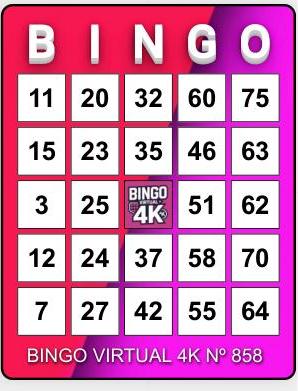 B I N G O
11 20 32 60 75
15 23 35 46 63
3 25 BINGO VIRTUAL 4K 51 62
12 24 37 58 70
7 27 42 55 64
BINGO VIRTUAL 4K Nº 858